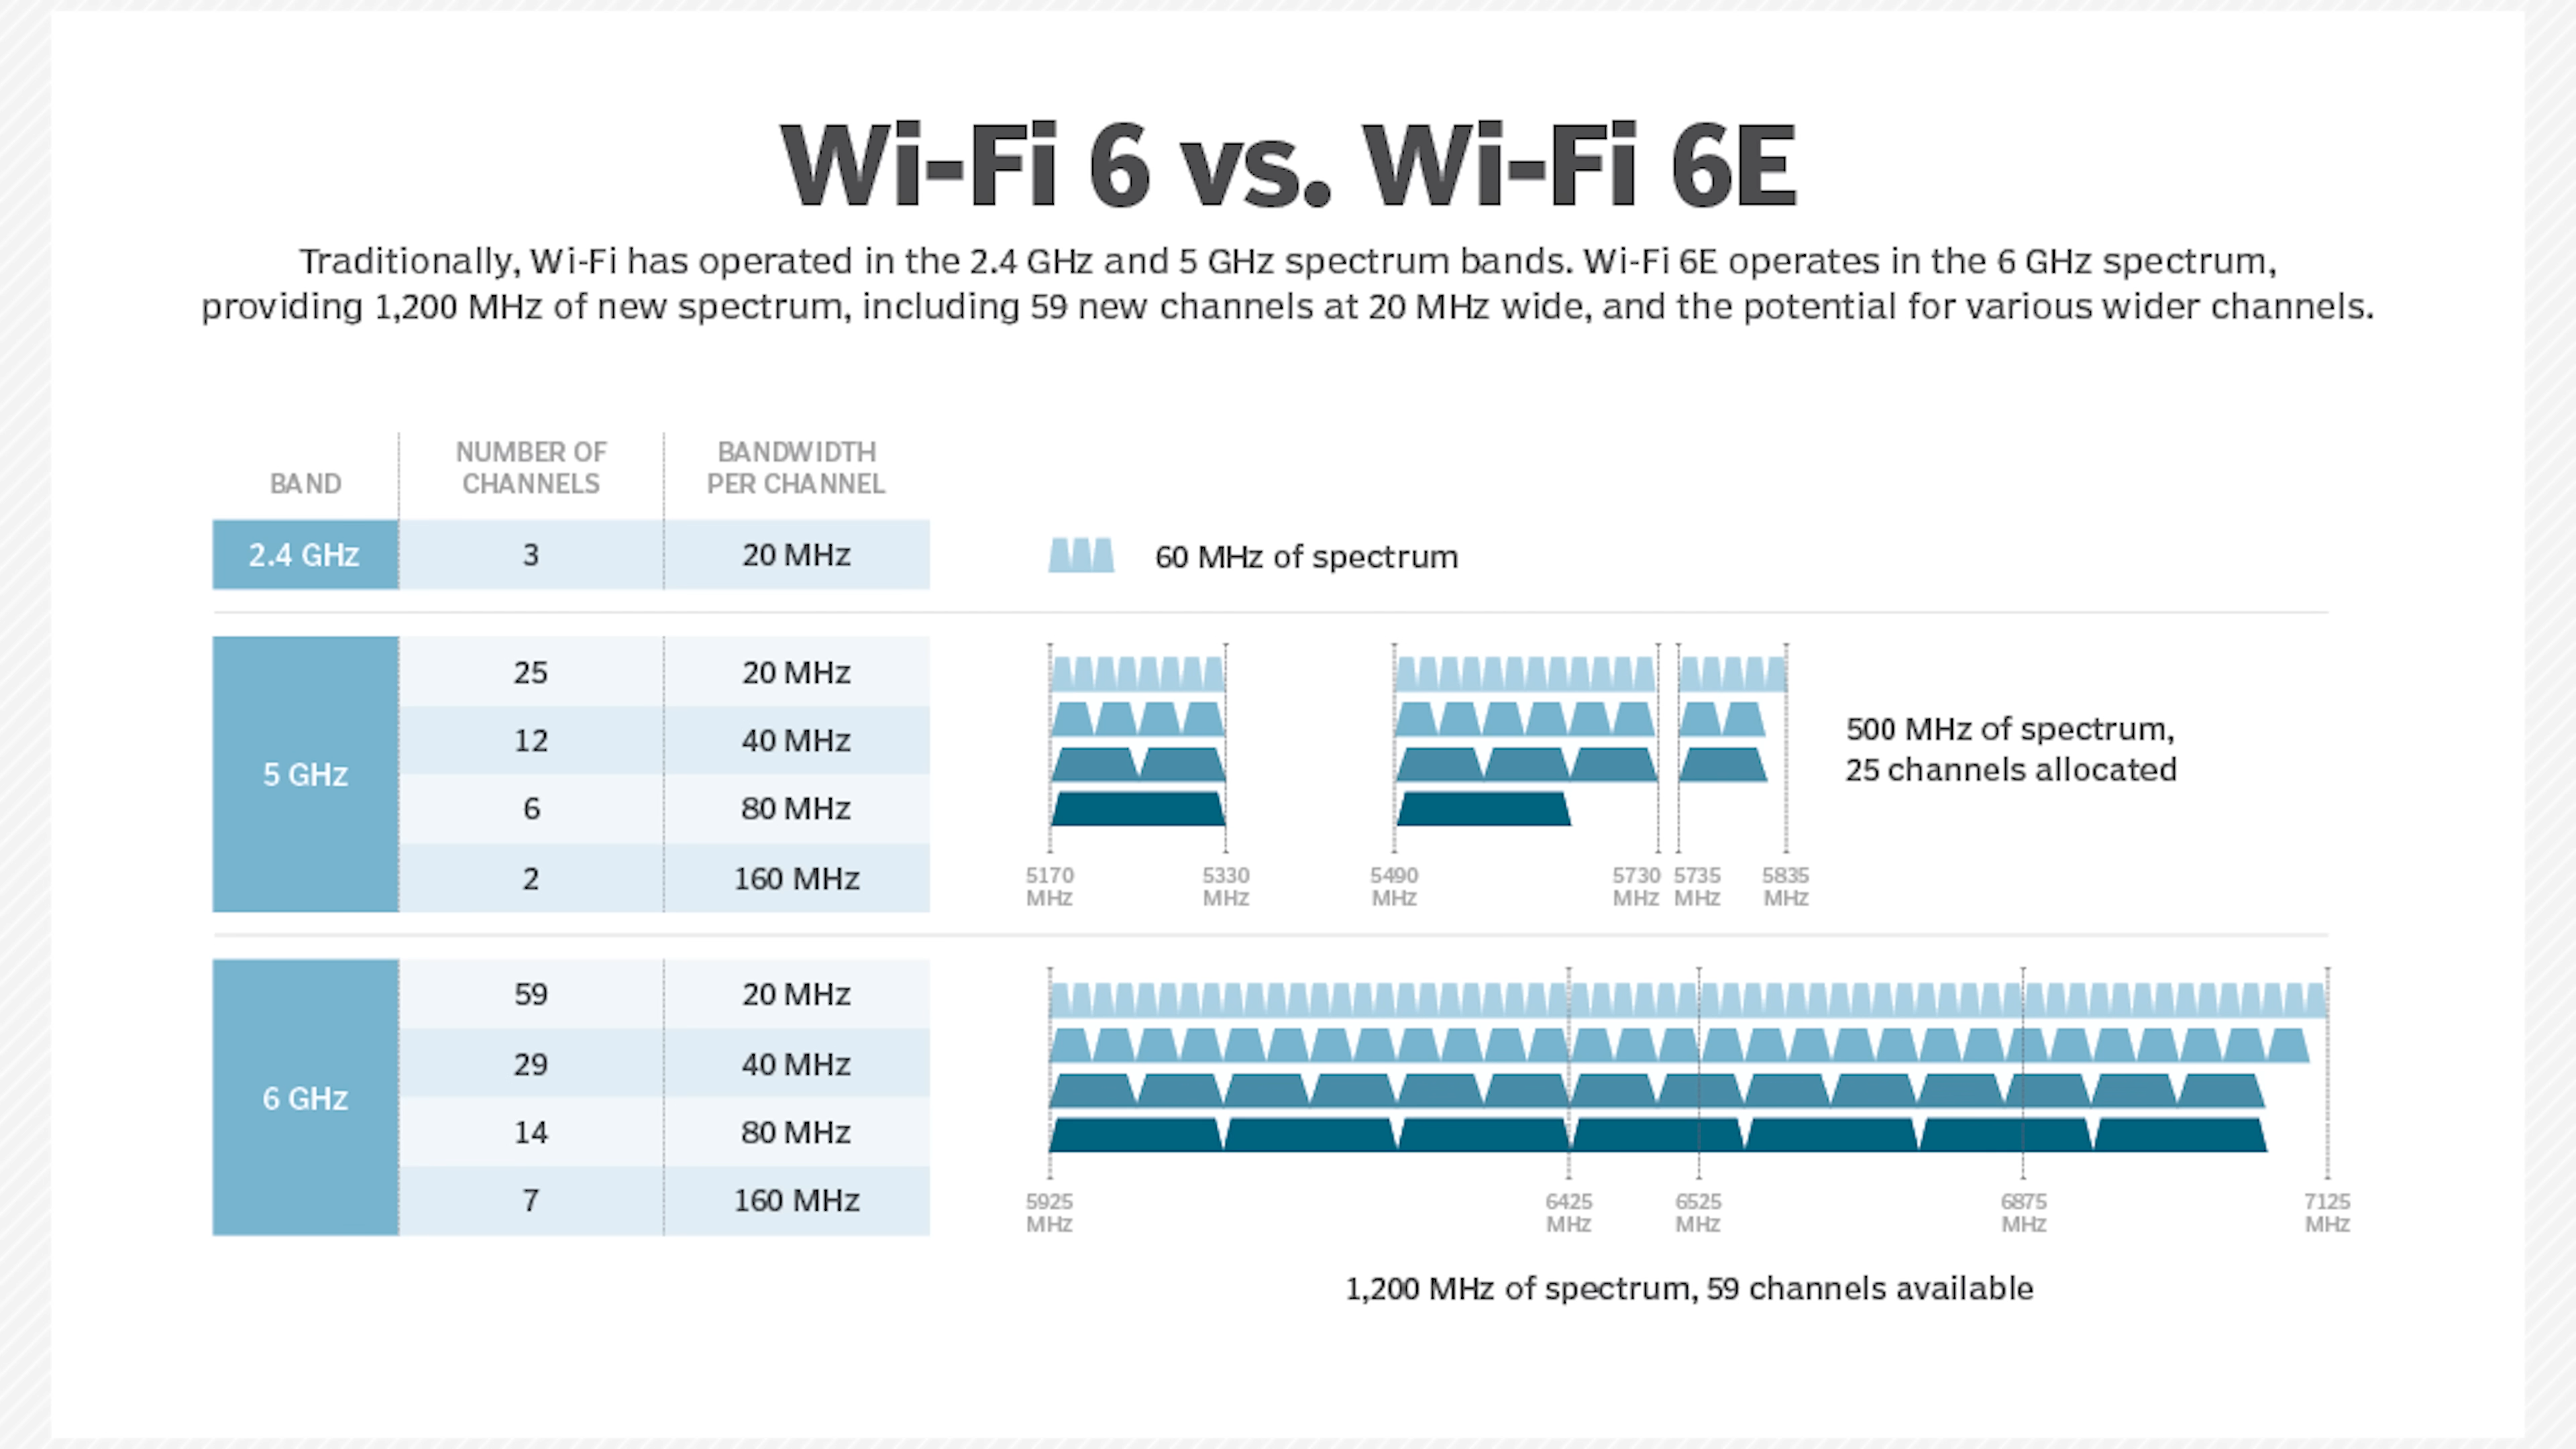 Wi-Fi 6 vs. Wi-Fi 6E
Traditionally, Wi-Fi has operated in the 2.4 GHz and 5 GHz spectrum bands. Wi-Fi 6E operates in the 6 GHz spectrum,
providing 1,200 MHz of new spectrum, including 59 new channels at 20 MHz wide, and the potential for various wider channels.
BAND
NUMBER OF
CHANNELS
BANDWIDTH
PER CHANNEL
2.4 GHz
3
20 MHz
60 MHz of spectrum
5 GHz
25
20 MHz
12
40 MHz
6
80 MHz
2
160 MHz
5170
MHz
5330
MHz
5490
MHz
5730
MHz
5735
MHz
5835
MHz
500 MHz of spectrum,
25 channels allocated
6 GHz
59
20 MHz
29
40 MHz
14
80 MHz
7
160 MHz
5925
MHz
6425
MHz
6525
MHz
6875
MHz
7125
MHz
1,200 MHz of spectrum, 59 channels available